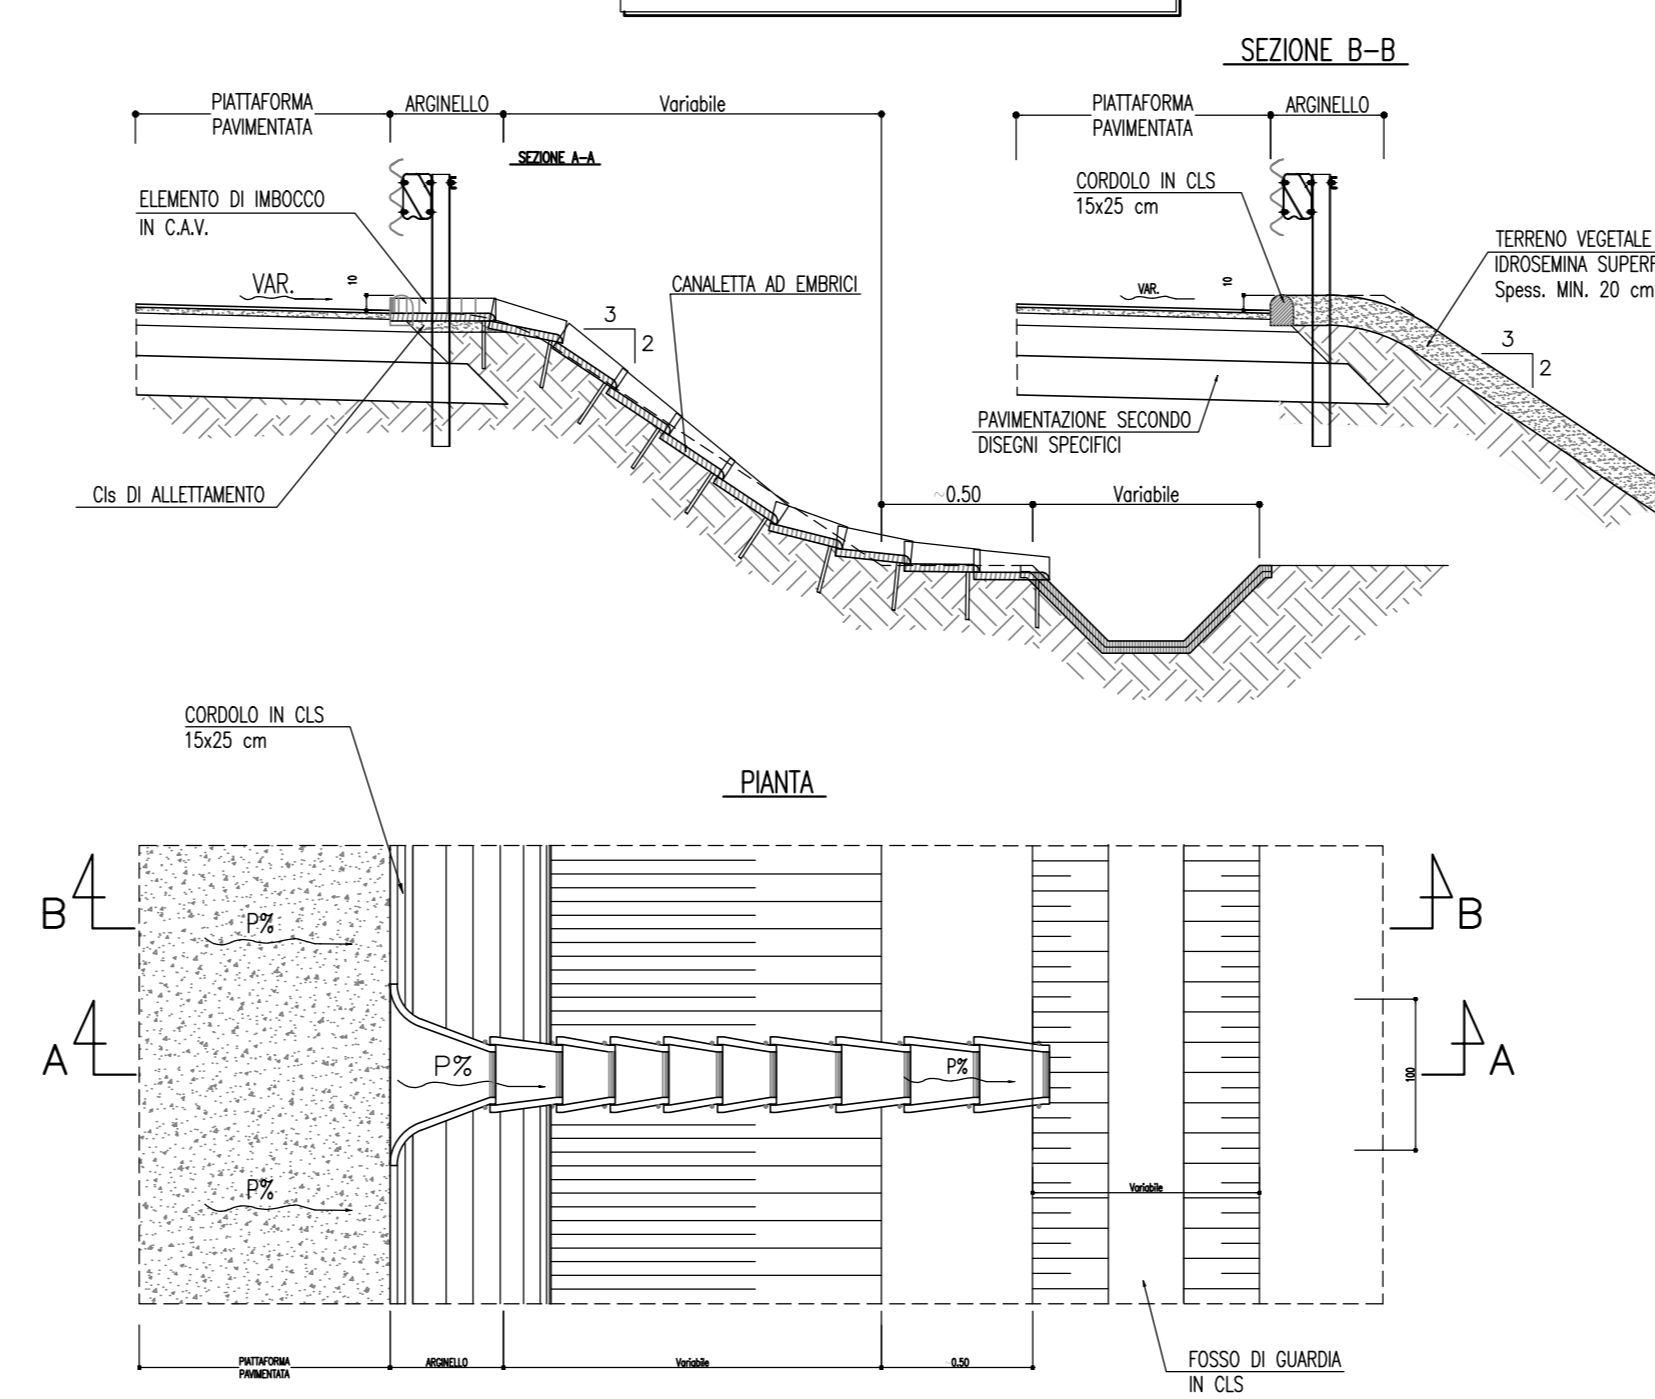 SEZIONE B-B
PIATTAFORMA
PAVIMENTATA
ARGINELLO
Variabile
SEZIONE A-A
ELEMENTO DI IMBOCCO
IN C.A.V.
VAR.
10
CANALETTA AD EMBRICI
3
2
Cls DI ALLETTAMENTO
~0.50
Variabile
PIATTAFORMA
PAVIMENTATA
ARGINELLO
CORDOLO IN CLS
15x25 cm
TERRENO VEGETALE
IDROSEMINA SUPERF
Spess. MIN. 20 cm
VAR.
10
3
2
PAVIMENTAZIONE SECONDO
DISEGNI SPECIFICI
CORDOLO IN CLS
15x25 cm
PIANTA
B
B
P%
A
A
P%
P%
100
P%
Variabile
PIATTAFORMA
PAVIMENTATA
ARGINELLO
Variabile
0.50
FOSSO DI GUARDIA
IN CLS